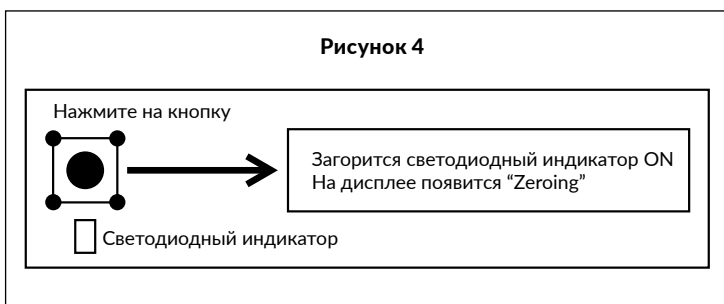 Рисунок 4
Нажмите на кнопку
Загорится светодиодный индикатор ON
На дисплее появится “Zeroing”
Светодиодный индикатор